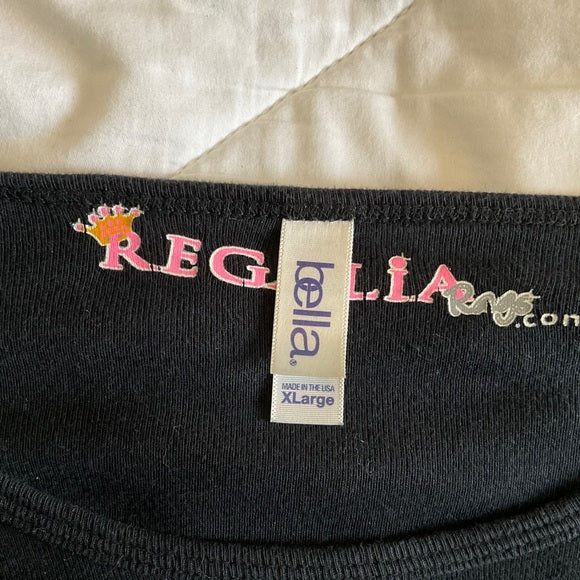 REGALiA Rags.com
bella®
MADE IN THE USA
XLarge